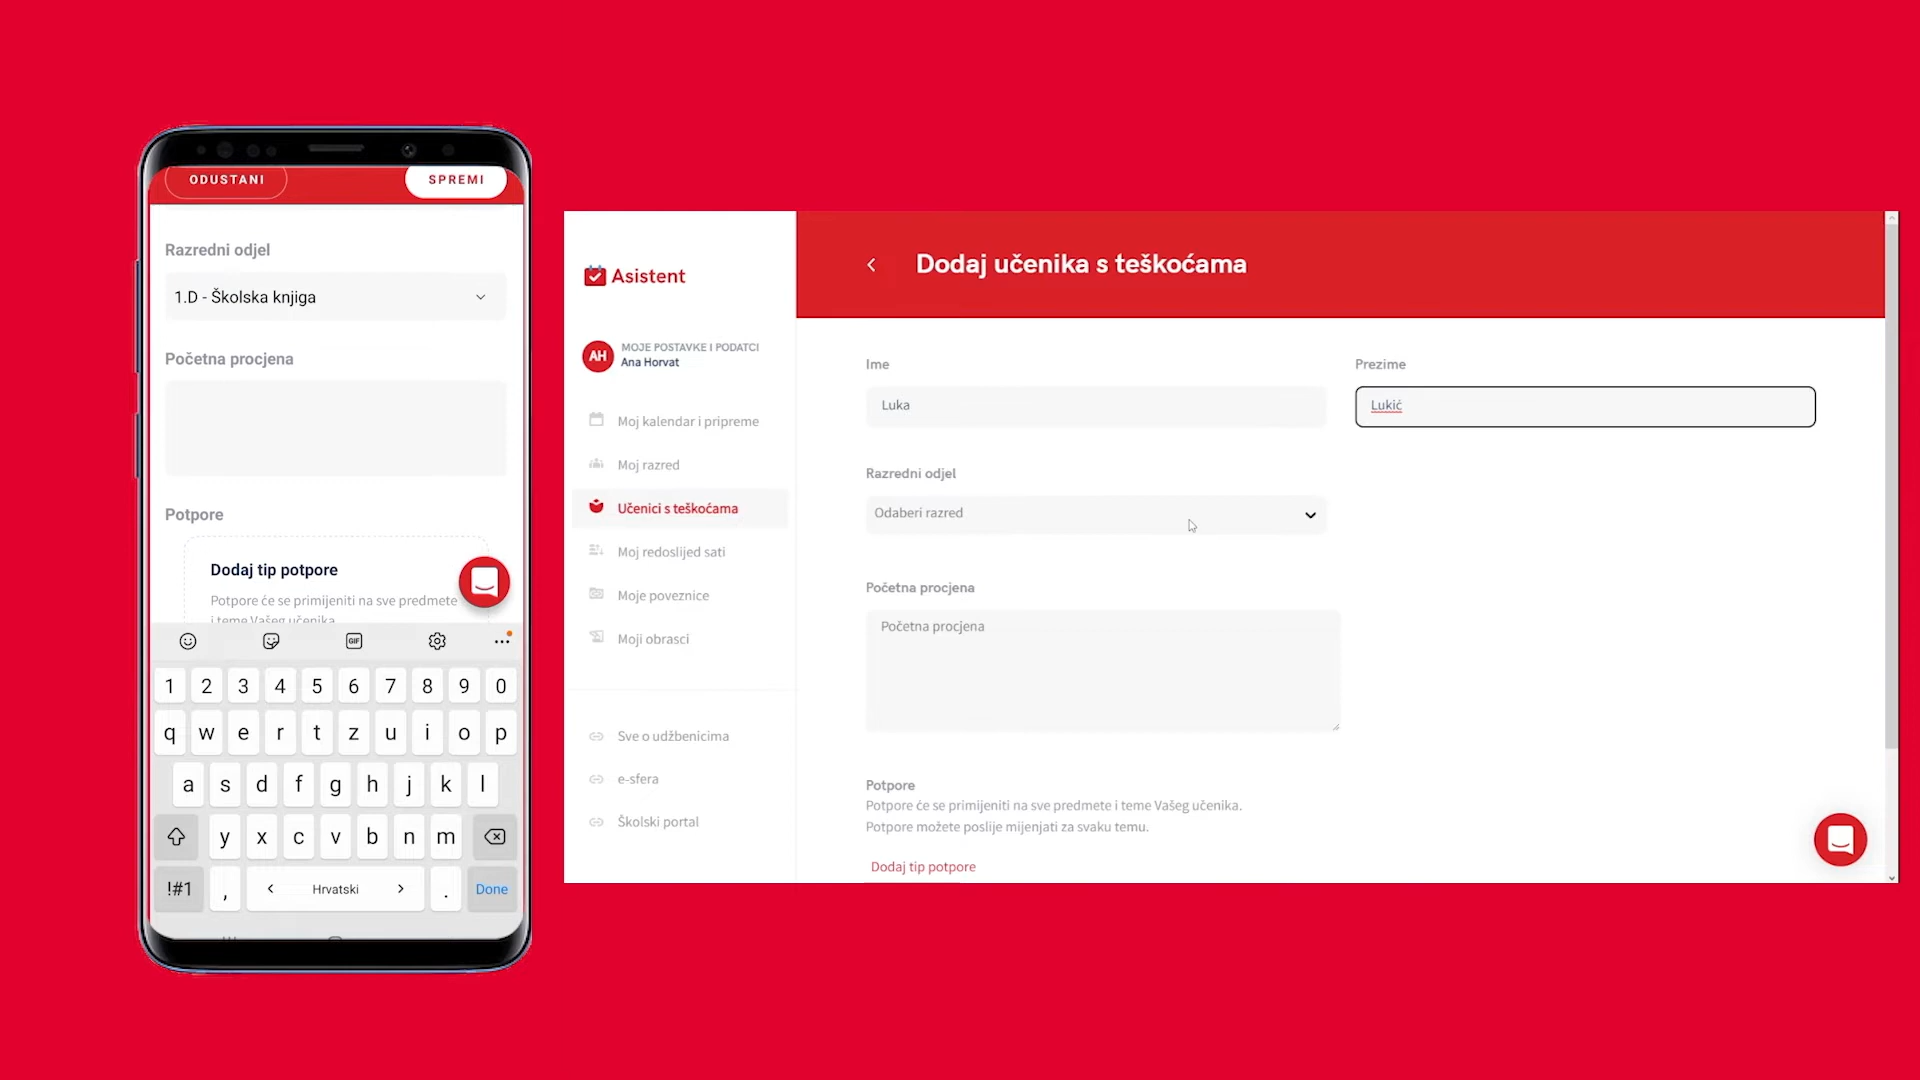 ODUSTANI
SPREMI
Razredni odjel
1.D - Školska knjiga
Početna procjena
Potpore
Dodaj tip potpore
Potpore će se primijeniti na sve predmete
i teme Vašeg učenika
GIF
1 2 3 4 5 6 7 8 9 0
q w e r t z u i o p
a s d f g h j k l
y x c v b n m
!#1 , < Hrvatski > . Done
Asistent
AH
MOJE POSTAVKE I PODATCI
Ana Horvat
Moj kalendar i pripreme
Moj razred
Učenici s teškoćama
Moj redoslijed sati
Moje poveznice
Moji obrasci
Sve o udžbenicima
e-sfera
Školski portal
Dodaj učenika s teškoćama
Ime
Luka
Prezime
Lukić
Razredni odjel
Odaberi razred
Početna procjena
Početna procjena
Potpore
Potpore će se primijeniti na sve predmete i teme Vašeg učenika.
Potpore možete poslije mijenjati za svaku temu.
Dodaj tip potpore